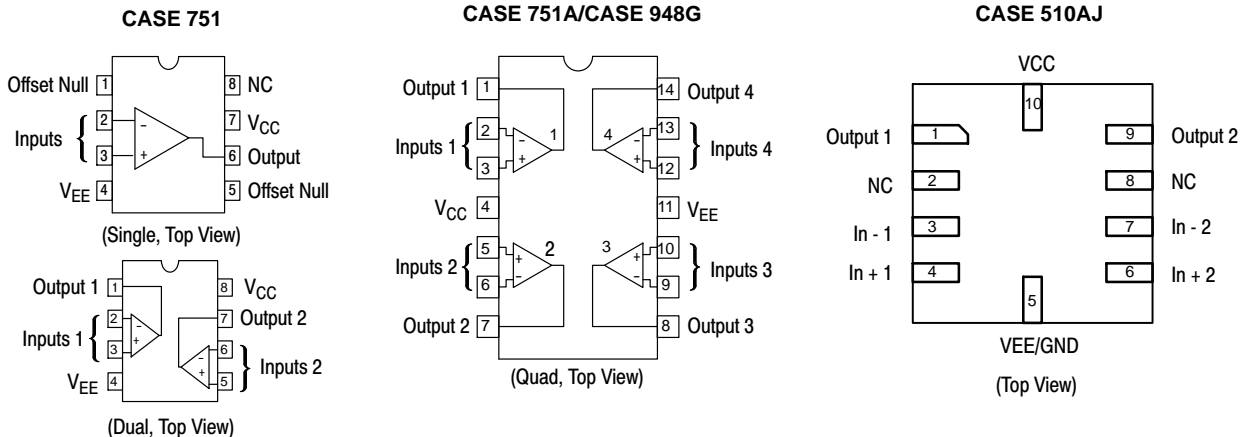 CASE 751
Offset Null 1
8 NC
2
Inputs
3
−
+
7 VCC
6 Output
VEE 4
5 Offset Null
(Single, Top View)
Output 1 1
8 VCC
2
Inputs 1
3
−
+
7 Output 2
6
Inputs 2
5
−
+
VEE 4
(Dual, Top View)
CASE 751A/CASE 948G
Output 1 1
14 Output 4
2
Inputs 1
3
−
+
1
4
−
+
13
Inputs 4
12
VCC 4
11 VEE
5
Inputs 2
6
+
−
2
3
+
−
10
Inputs 3
9
Output 2 7
8 Output 3
(Quad, Top View)
CASE 510AJ
VCC
10
Output 1 1
9 Output 2
NC 2
8 NC
In - 1 3
7 In - 2
In + 1 4
6 In + 2
5
VEE/GND
(Top View)